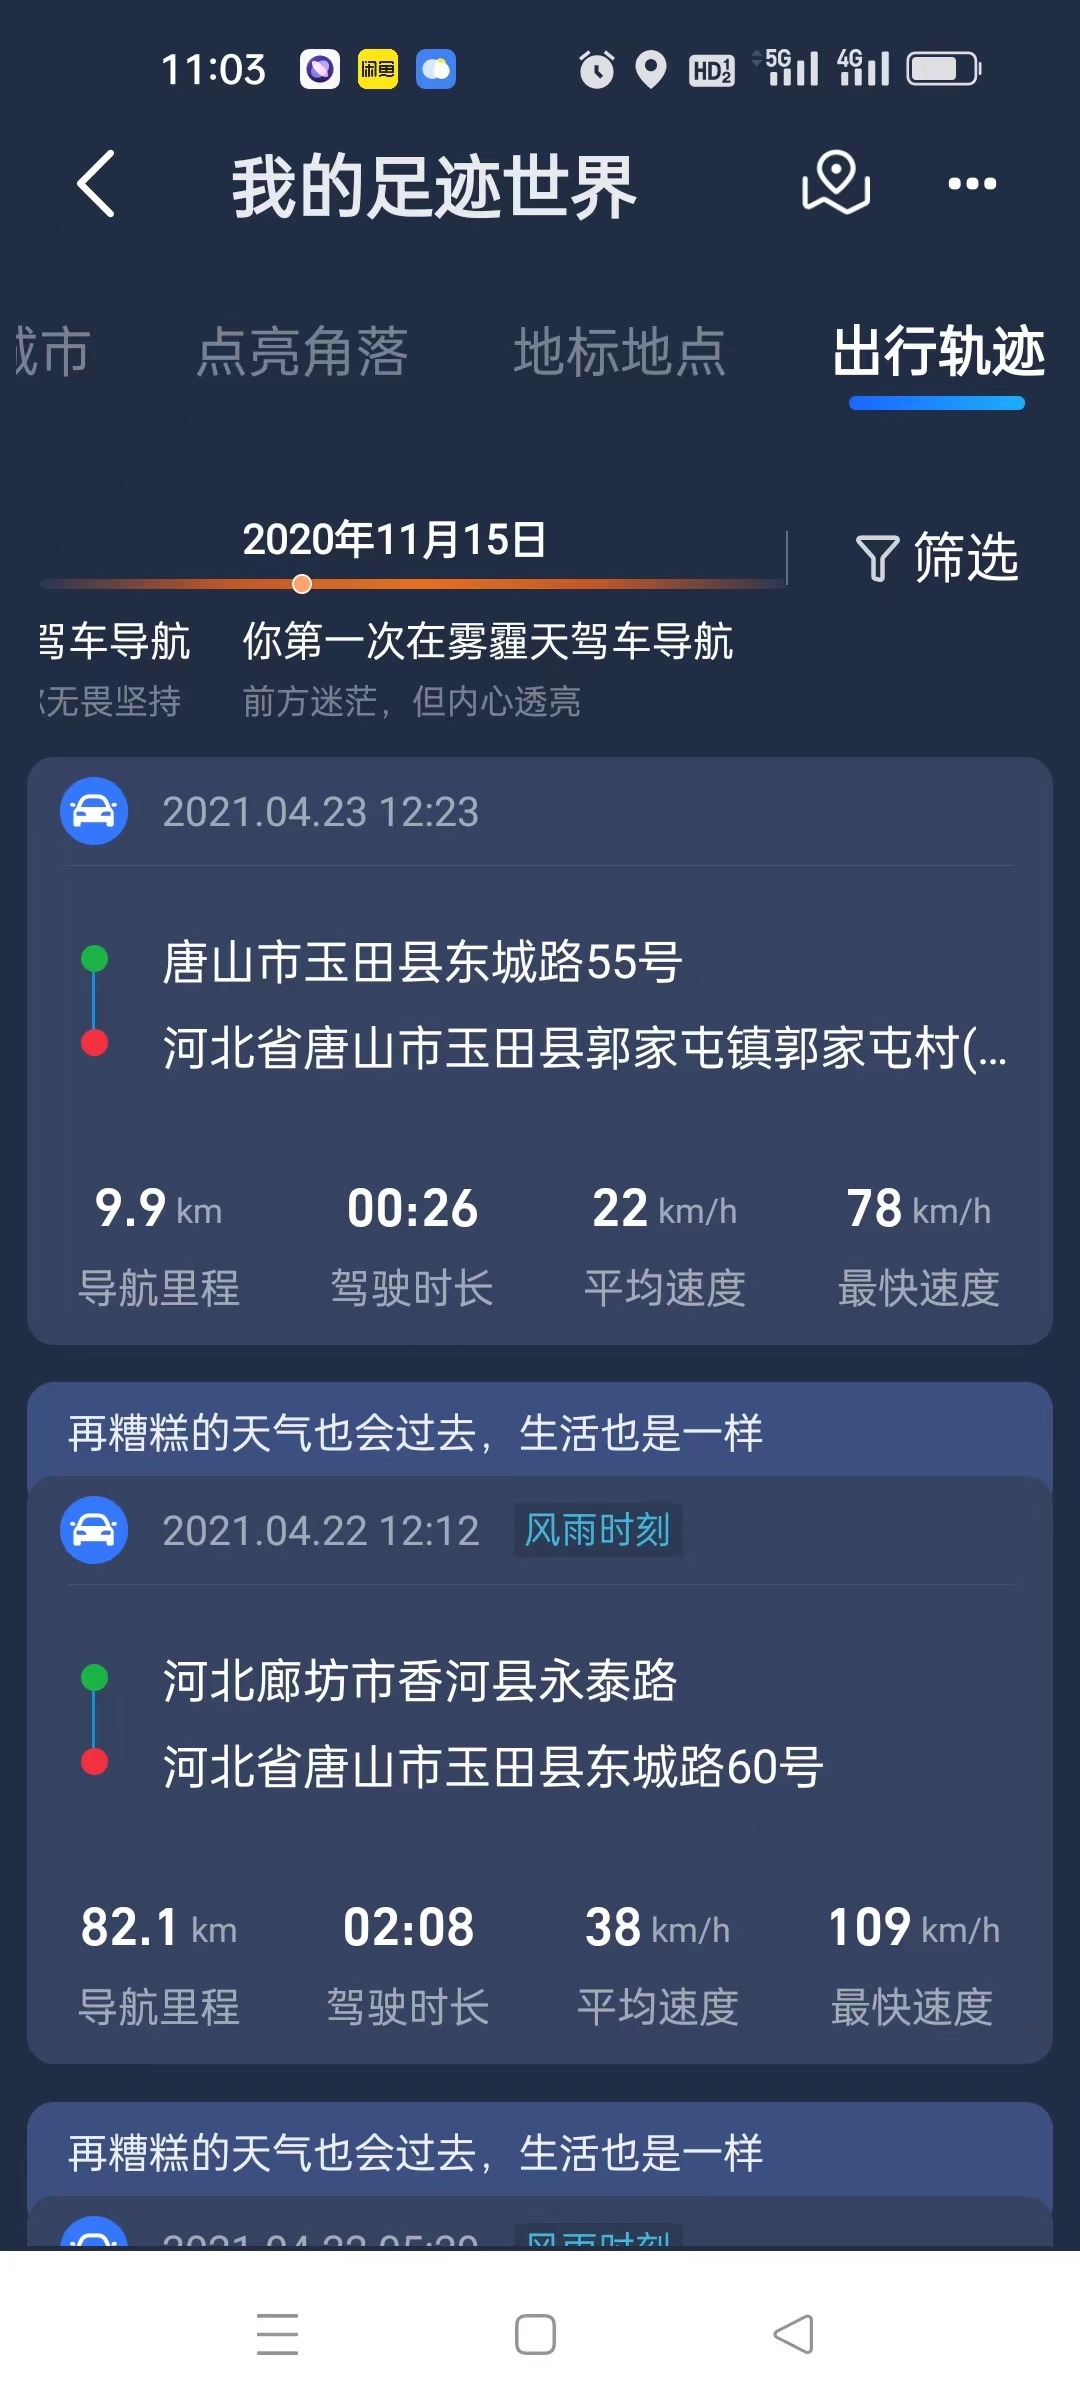 11:03
闲鱼
HD 1 2
5G
4G
我的足迹世界
市
点亮角落
地标地点
出行轨迹
2020年11月15日
筛选
驾车导航
你第一次在雾霾天驾车导航
无畏坚持
前方迷茫，但内心透亮
2021.04.23 12:23
唐山市玉田县东城路55号
河北省唐山市玉田县郭家屯镇郭家屯村(...
9.9 km
00:26
22 km/h
78 km/h
导航里程
驾驶时长
平均速度
最快速度
再糟糕的天气也会过去，生活也是一样
2021.04.22 12:12
风雨时刻
河北廊坊市香河县永泰路
河北省唐山市玉田县东城路60号
82.1 km
02:08
38 km/h
109 km/h
导航里程
驾驶时长
平均速度
最快速度
再糟糕的天气也会过去，生活也是一样
风雨时刻